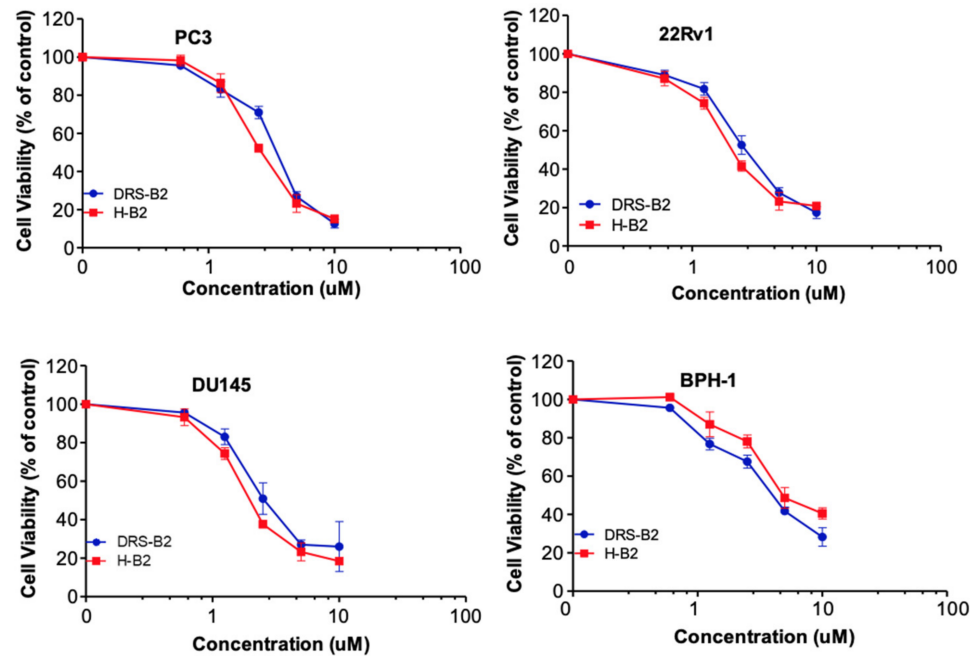 PC3
Cell Viability (% of control)
120
100
80
60
40
20
0
DRS-B2
H-B2
0 1 10 100
Concentration (uM)
22Rv1
Cell Viability (% of control)
120
100
80
60
40
20
0
DRS-B2
H-B2
0 1 10 100
Concentration (uM)
DU145
Cell Viability (% of control)
120
100
80
60
40
20
0
DRS-B2
H-B2
0 1 10 100
Concentration (uM)
BPH-1
Cell Viability (% of control)
120
100
80
60
40
20
0
DRS-B2
H-B2
0 1 10 100
Concentration (uM)